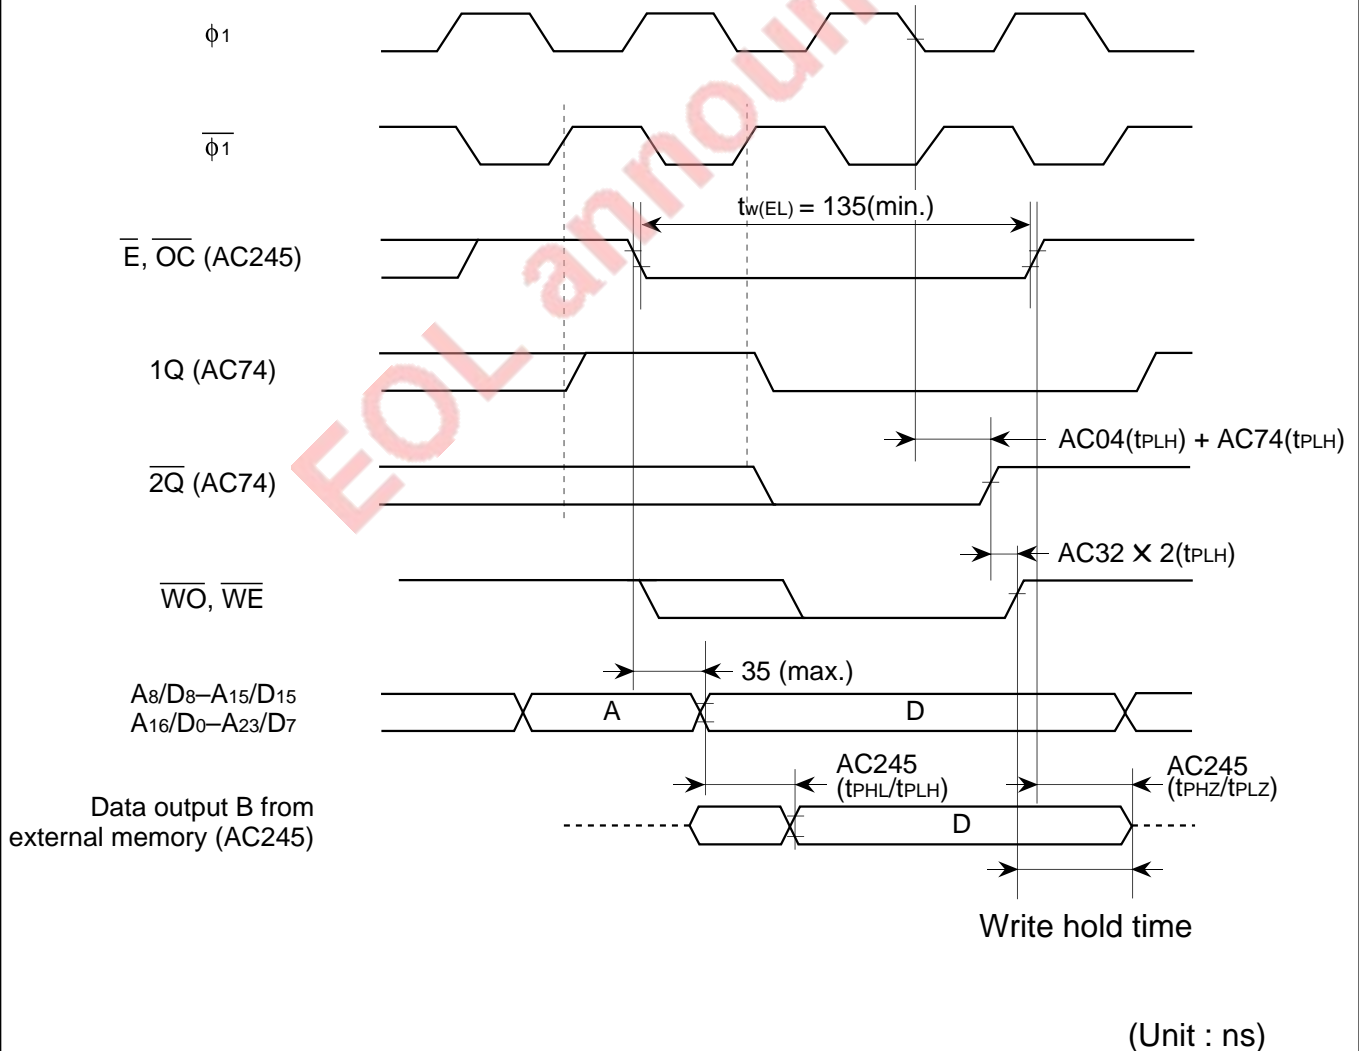 ϕ1
ϕ1
tw(EL) = 135(min.)
E, OC (AC245)
1Q (AC74)
AC04(tPLH) + AC74(tPLH)
2Q (AC74)
AC32 × 2(tPLH)
WO, WE
35 (max.)
A8/D8–A15/D15
A16/D0–A23/D7
A
D
AC245
(tPHL/tPLH)
AC245
(tPHZ/tPLZ)
Data output B from
external memory (AC245)
D
Write hold time
(Unit : ns)
EOL announ